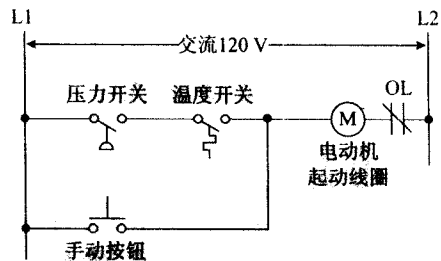 L1 L2
交流120 V
压力开关 温度开关 OL
M
电动机
起动线圈
手动按钮